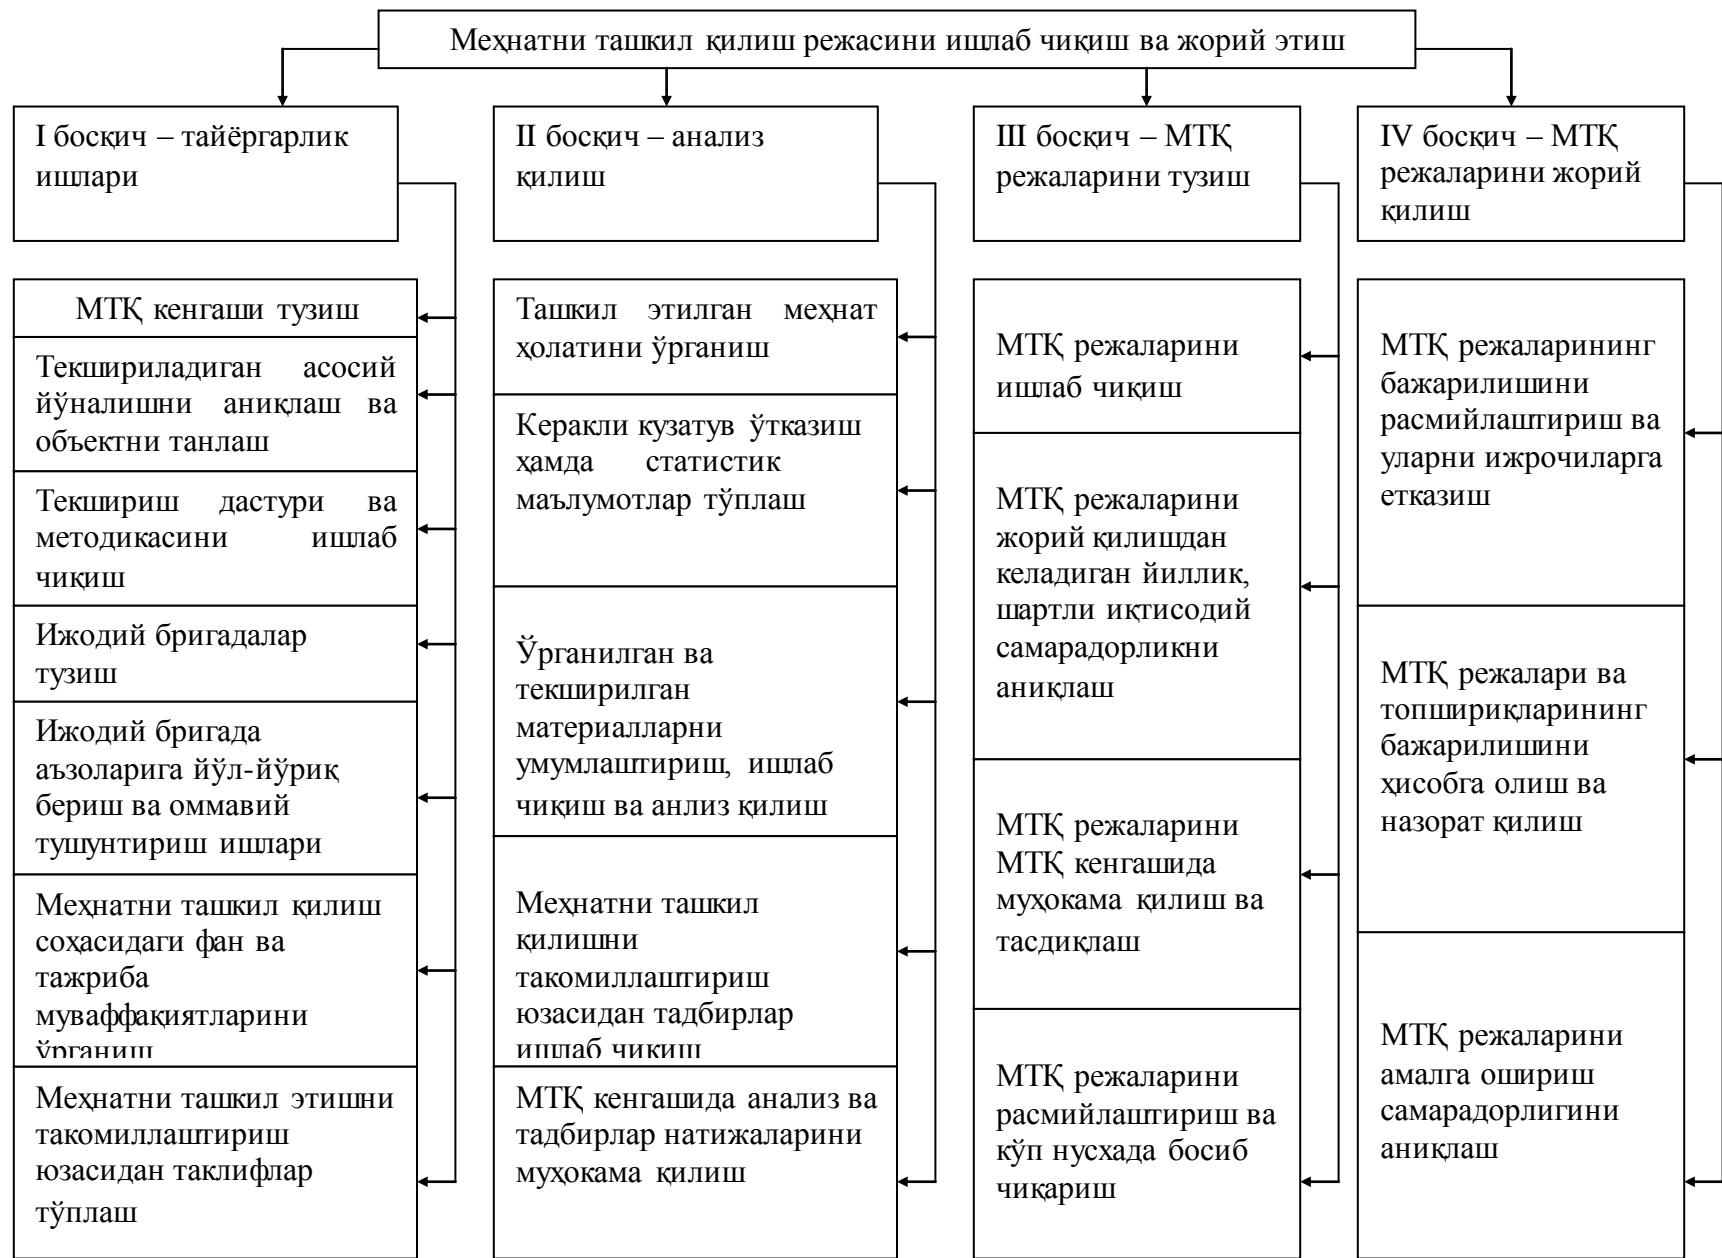 Меҳнатни ташкил қилиш режасини ишлаб чиқиш ва жорий этиш
I босқич – тайёргарлик
ишлари
МТҚ кенгаши тузиш
Текшириладиган асосий
йўналишни аниқлаш ва
объектни танлаш
Текшириш дастури ва
методикасини ишлаб
чиқиш
Ижодий бригадалар
тузиш
Ижодий бригада
аъзоларига йўл-йўриқ
бериш ва оммавий
тушунтириш ишлари
Меҳнатни ташкил қилиш
соҳасидаги фан ва
тажриба
муваффақиятларини
ўрганиш
Меҳнатни ташкил этишни
такомиллаштириш
юзасидан таклифлар
тўплаш
II босқич – анализ
қилиш
Ташкил этилган меҳнат
ҳолатини ўрганиш
Керакли кузатув ўтказиш
ҳамда статистик
маълумотлар тўплаш
Ўрганилган ва
текширилган
материалларни
умумлаштириш, ишлаб
чиқиш ва анлиз қилиш
Меҳнатни ташкил
қилишни
такомиллаштириш
юзасидан тадбирлар
ишлаб чиқиш
МТҚ кенгашида анализ ва
тадбирлар натижаларини
муҳокама қилиш
III босқич – МТҚ
режаларини тузиш
МТҚ режаларини
ишлаб чиқиш
МТҚ режаларини
жорий қилишдан
келадиган йиллик,
шартли иқтисодий
самарадорликни
аниқлаш
МТҚ режаларини
МТҚ кенгашида
муҳокама қилиш ва
тасдиқлаш
МТҚ режаларини
расмийлаштириш ва
кўп нусхада босиб
чиқариш
IV босқич – МТҚ
режаларини жорий
қилиш
МТҚ режаларининг
бажарилишини
расмийлаштириш ва
уларни ижрочиларга
етказиш
МТҚ режалари ва
топшириқларининг
бажарилишини
ҳисобга олиш ва
назорат қилиш
МТҚ режаларини
амалга ошириш
самарадорлигини
аниқлаш